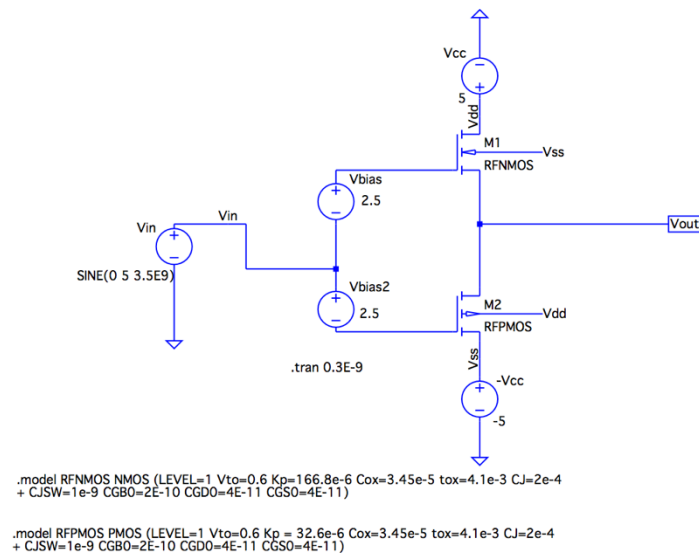 Vcc
−
+
5
Vdd
M1
Vss
RFNMOS
Vbias
+
2.5
−
Vin
Vin
+
−
Vout
SINE(0 5 3.5E9)
Vbias2
+
2.5
−
M2
Vdd
RFPMOS
.tran 0.3E-9
Vss
-Vcc
+
−
-5
.model RFNMOS NMOS (LEVEL=1 Vto=0.6 Kp=166.8e-6 Cox=3.45e-5 tox=4.1e-3 CJ=2e-4
+ CJSW=1e-9 CGB0=2E-10 CGD0=4E-11 CGS0=4E-11)
.model RFPMOS PMOS (LEVEL=1 Vto=0.6 Kp = 32.6e-6 Cox=3.45e-5 tox=4.1e-3 CJ=2e-4
+ CJSW=1e-9 CGB0=2E-10 CGD0=4E-11 CGS0=4E-11)